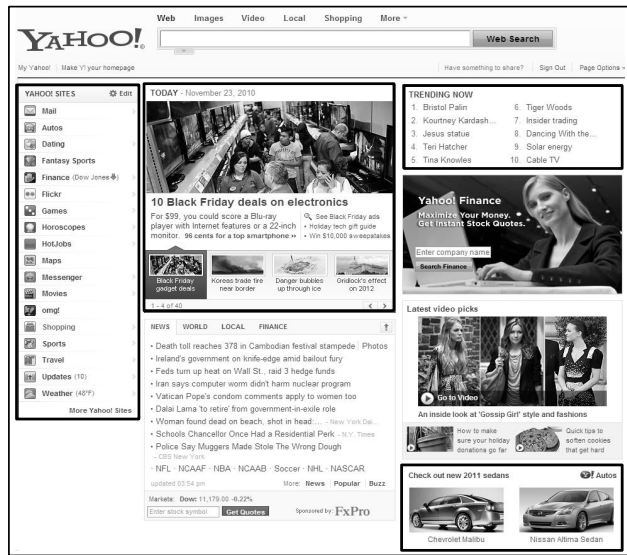 Web Images Video Local Shopping More
YAHOO!
Web Search
My Yahoo! Make Y! your homepage
Have something to share? Sign Out Page Options
YAHOO! SITES Edit
Mail
Autos
Dating
Fantasy Sports
Finance (Dow Jones)
Flickr
Games
Horoscopes
HotJobs
Maps
Messenger
Movies
omg!
Shopping
Sports
Travel
Updates (10)
Weather (48°F)
More Yahoo! Sites
TODAY - November 23, 2010
10 Black Friday deals on electronics
For $99, you could score a Blu-ray
player with Internet features or a 22-inch
monitor. 96 cents for a top smartphone »
See Black Friday ads
• Holiday tech gift guide
• Win $10,000 sweepstakes
Black Friday
gadget deals
Koreas trade fire
near border
Danger bubbles
up through ice
Gridlock's effect
on 2012
1 - 4 of 40
NEWS WORLD LOCAL FINANCE
• Death toll reaches 378 in Cambodian festival stampede | Photos
• Ireland's government on knife-edge amid bailout fury
• Feds turn up heat on Wall St., raid 3 hedge funds
• Iran says computer worm didn't harm nuclear program
• Vatican Pope's condom comments apply to women too
• Dalai Lama 'to retire' from government-in-exile role
• Woman found dead on beach, shot in head:... - New York Dai...
• Schools Chancellor Once Had a Residential Perk - N.Y. Times
• Police Say Muggers Made Stole The Wrong Dough
- CBS New York
· NFL · NCAAF · NBA · NCAAB · Soccer · NHL · NASCAR
updated 03:54 pm More: News | Popular | Buzz
Markets: Dow: 11,179.00 -0.22%
Enter stock symbol Get Quotes Sponsored by: FxPro
TRENDING NOW
1. Bristol Palin
2. Kourtney Kardash...
3. Jesus statue
4. Teri Hatcher
5. Tina Knowles
6. Tiger Woods
7. Insider trading
8. Dancing With the...
9. Solar energy
10. Cable TV
Yahoo! Finance
Maximize Your Money.
Get Instant Stock Quotes.
Enter company name
Search Finance
Latest video picks
Go to Video
An inside look at 'Gossip Girl' style and fashions
How to make
sure your holiday
donations go far
Quick tips to
soften cookies
that get hard
Check out new 2011 sedans Y! Autos
Chevrolet Malibu
Nissan Altima Sedan